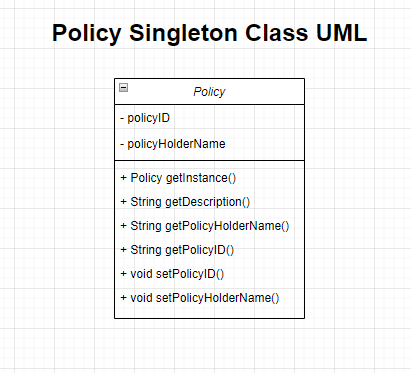 Policy Singleton Class UML
Policy
- policyID
- policyHolderName
+ Policy getInstance()
+ String getDescription()
+ String getPolicyHolderName()
+ String getPolicyID()
+ void setPolicyID()
+ void setPolicyHolderName()